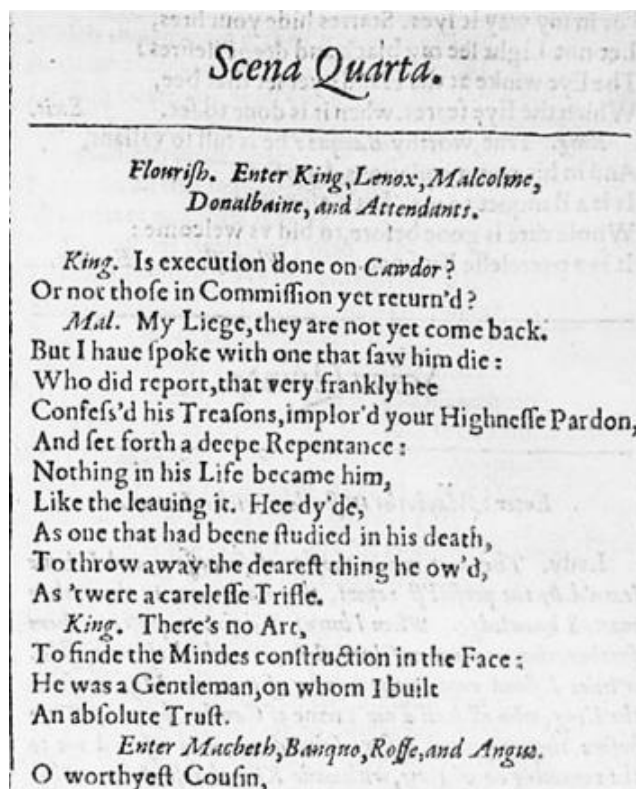 Scena Quarta.
Flouriſh. Enter King, Lenox, Malcolme,
Donalbaine, and Attendants.
King. Is execution done on Cawdor?
Or not thoſe in Commiſſion yet return'd?
Mal. My Liege, they are not yet come back.
But I haue ſpoke with one that ſaw him die:
Who did report, that very frankly hee
Confeſs'd his Treaſons, implor'd your Highneſſe Pardon,
And ſet forth a deepe Repentance:
Nothing in his Life became him,
Like the leauing it. Hee dy'de,
As one that had beene ſtudied in his death,
To throw away the deareſt thing he ow'd,
As 'twere a careleſſe Trifle.
King. There's no Art,
To finde the Mindes conſtruction in the Face:
He was a Gentleman, on whom I built
An abſolute Truſt.
Enter Macbeth, Banquo, Roſſe, and Angus.
O worthyeſt Couſin,